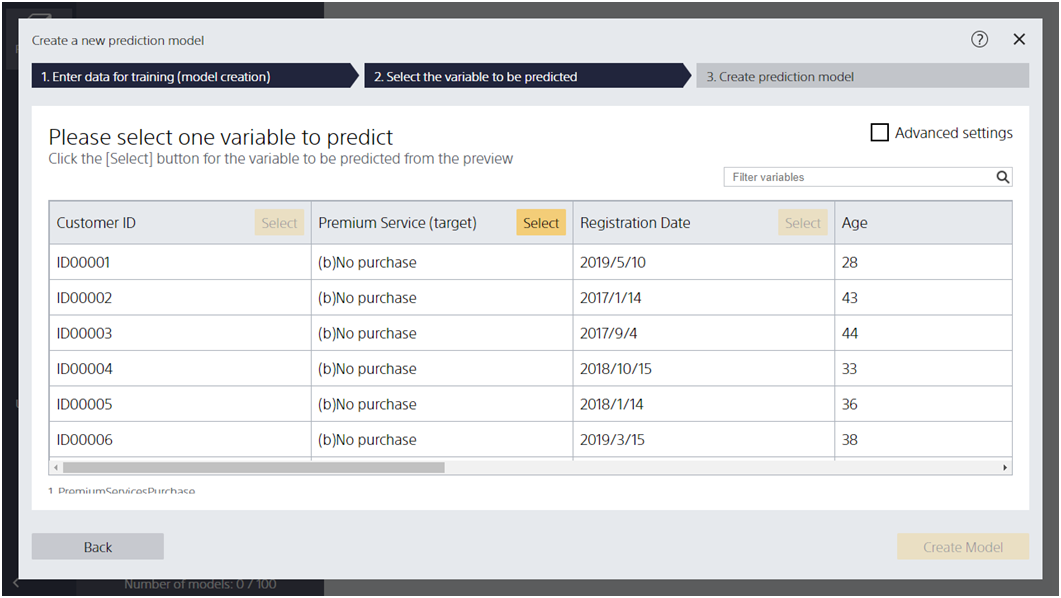 Create a new prediction model
1. Enter data for training (model creation) 2. Select the variable to be predicted 3. Create prediction model
Please select one variable to predict
Advanced settings
Click the [Select] button for the variable to be predicted from the preview
Filter variables
Customer ID Select Premium Service (target) Select Registration Date Select Age
ID00001 (b)No purchase 2019/5/10 28
ID00002 (b)No purchase 2017/1/14 43
ID00003 (b)No purchase 2017/9/4 44
ID00004 (b)No purchase 2018/10/15 33
ID00005 (b)No purchase 2018/1/14 36
ID00006 (b)No purchase 2019/3/15 38
1 PremiumServicesPurchase
Back Create Model
Number of models: 0 / 100